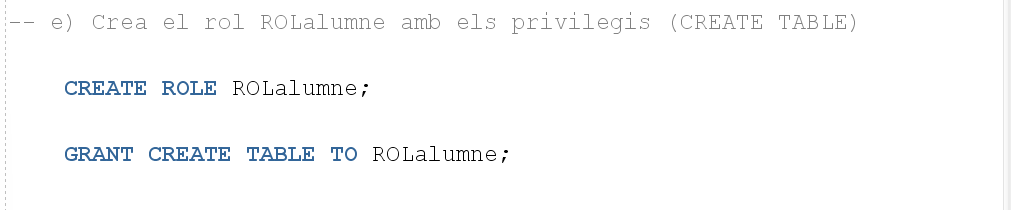 -- e) Crea el rol ROLalumne amb els privilegis (CREATE TABLE)
CREATE ROLE ROLalumne;
GRANT CREATE TABLE TO ROLalumne;